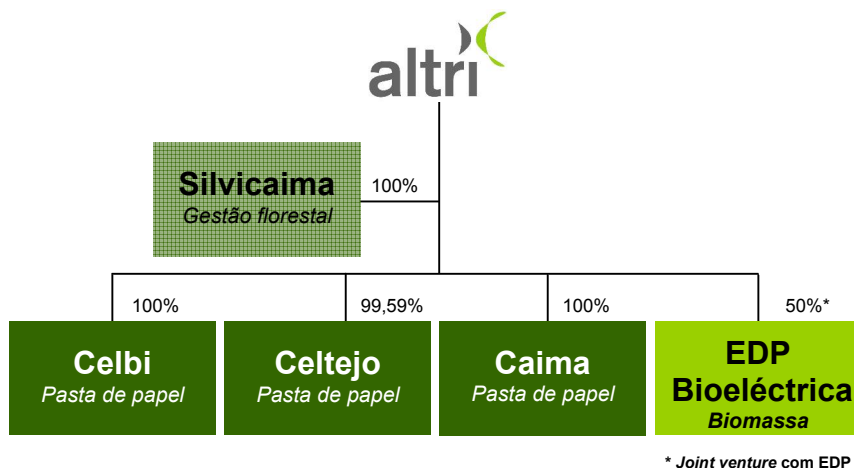 altri
Silvicaima
Gestão florestal
100%
100%
99,59%
100%
50%*
Celbi
Pasta de papel
Celtejo
Pasta de papel
Caima
Pasta de papel
EDP
Bioeléctrica
Biomassa
* Joint venture com EDP